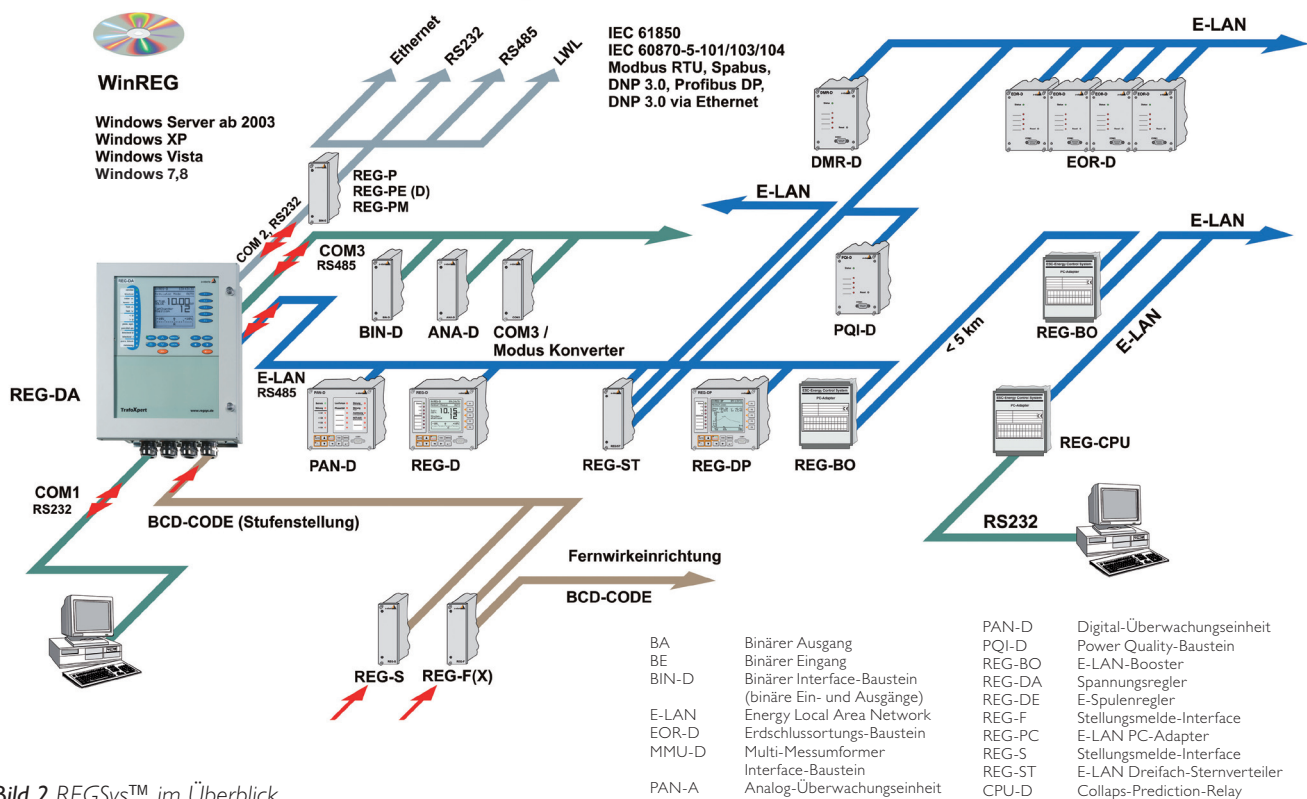 WinREG
Windows Server ab 2003
Windows XP
Windows Vista
Windows 7,8
Ethernet
RS232
RS485
LWL
IEC 61850
IEC 60870-5-101/103/104
Modbus RTU, Spabus,
DNP 3.0, Profibus DP,
DNP 3.0 via Ethernet
E-LAN
DMR-D
EOR-D
REG-P
REG-PE (D)
REG-PM
COM 2, RS232
COM3
RS485
E-LAN
E-LAN
BIN-D
ANA-D
COM3 /
Modus Konverter
PQI-D
< 5 km
REG-BO
E-LAN
REG-DA
E-LAN
RS485
PAN-D
REG-D
REG-ST
REG-DP
REG-BO
REG-CPU
COM1
RS232
BCD-CODE (Stufenstellung)
RS232
Fernwirkeinrichtung
BCD-CODE
REG-S
REG-F(X)
BA Binärer Ausgang
BE Binärer Eingang
BIN-D Binärer Interface-Baustein
(binäre Ein- und Ausgänge)
E-LAN Energy Local Area Network
EOR-D Erdschlussortungs-Baustein
MMU-D Multi-Messumformer
Interface-Baustein
PAN-A Analog-Überwachungseinheit
PAN-D Digital-Überwachungseinheit
PQI-D Power Quality-Baustein
REG-BO E-LAN-Booster
REG-DA Spannungsregler
REG-DE E-Spulenregler
REG-F Stellungsmelde-Interface
REG-PC E-LAN PC-Adapter
REG-S Stellungsmelde-Interface
REG-ST E-LAN Dreifach-Sternverteiler
CPU-D Collaps-Prediction-Relay
Bild 2 REGSys™ im Überblick